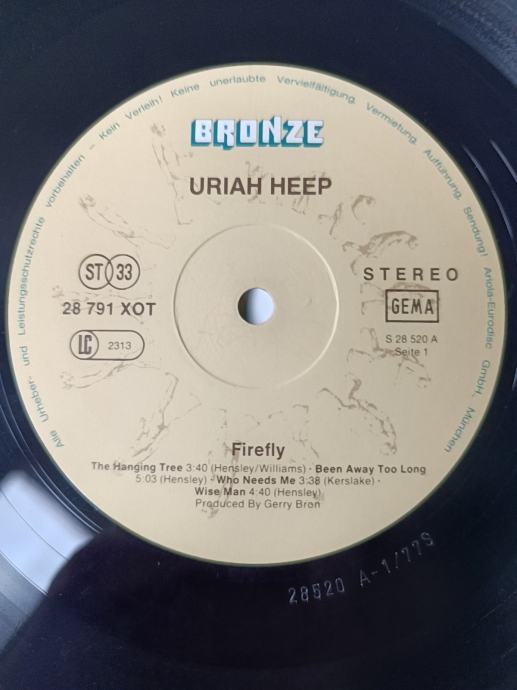 Alle Urheber- und Leistungsschutzrechte vorbehalten – Kein Verleih! Keine unerlaubte Vervielfältigung, Vermietung, Aufführung, Sendung! Ariola-Eurodisc GmbH, München
BRONZE
URIAH HEEP
ST 33
STEREO
28 791 XOT
GEMA
LC 2313
S 28 520 A
Seite 1
Firefly
The Hanging Tree 3:40 (Hensley/Williams) · Been Away Too Long
5:03 (Hensley) · Who Needs Me 3:38 (Kerslake) ·
Wise Man 4:40 (Hensley)
Produced By Gerry Bron
28520 A-1/77S